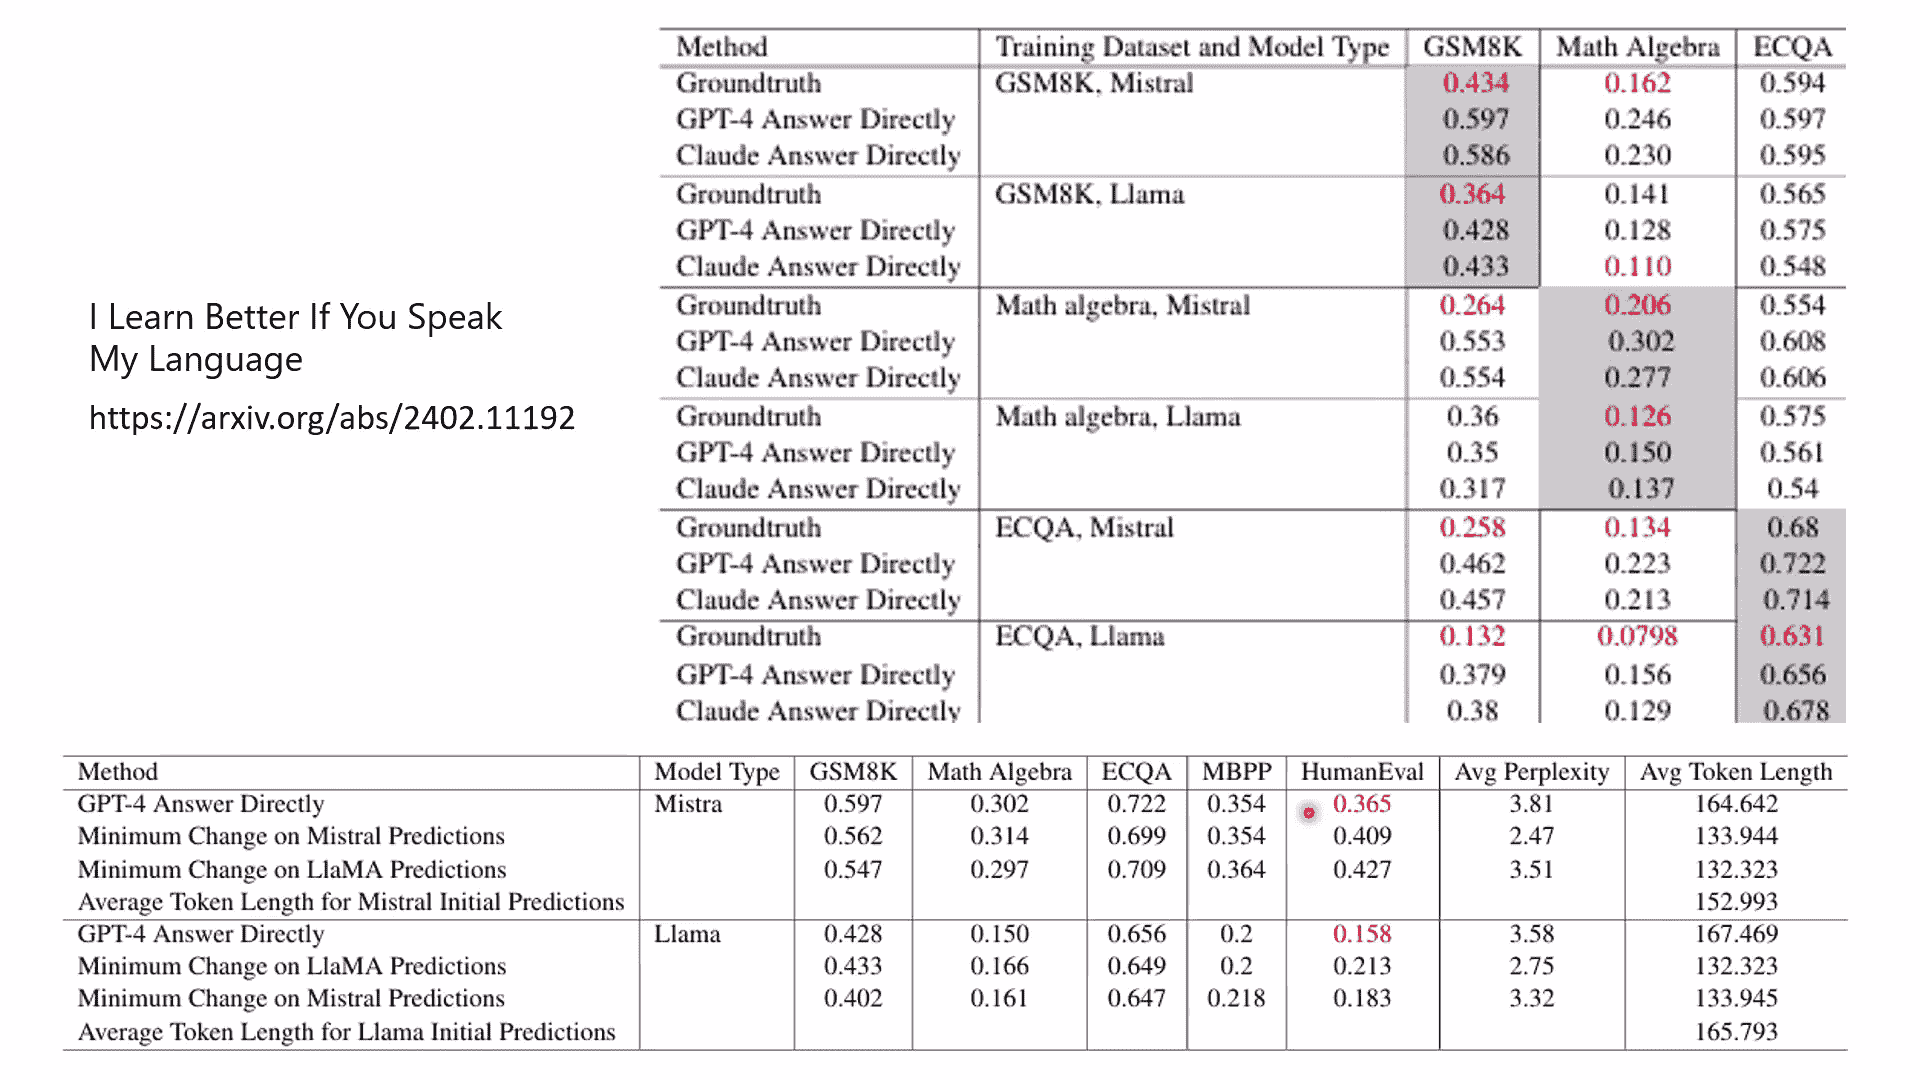 I Learn Better If You Speak
My Language
https://arxiv.org/abs/2402.11192
Method Training Dataset and Model Type GSM8K Math Algebra ECQA
Groundtruth GSM8K, Mistral 0.434 0.162 0.594
GPT-4 Answer Directly 0.597 0.246 0.597
Claude Answer Directly 0.586 0.230 0.595
Groundtruth GSM8K, Llama 0.364 0.141 0.565
GPT-4 Answer Directly 0.428 0.128 0.575
Claude Answer Directly 0.433 0.110 0.548
Groundtruth Math algebra, Mistral 0.264 0.206 0.554
GPT-4 Answer Directly 0.553 0.302 0.608
Claude Answer Directly 0.554 0.277 0.606
Groundtruth Math algebra, Llama 0.36 0.126 0.575
GPT-4 Answer Directly 0.35 0.150 0.561
Claude Answer Directly 0.317 0.137 0.54
Groundtruth ECQA, Mistral 0.258 0.134 0.68
GPT-4 Answer Directly 0.462 0.223 0.722
Claude Answer Directly 0.457 0.213 0.714
Groundtruth ECQA, Llama 0.132 0.0798 0.631
GPT-4 Answer Directly 0.379 0.156 0.656
Claude Answer Directly 0.38 0.129 0.678
Method Model Type GSM8K Math Algebra ECQA MBPP HumanEval Avg Perplexity Avg Token Length
GPT-4 Answer Directly Mistra 0.597 0.302 0.722 0.354 0.365 3.81 164.642
Minimum Change on Mistral Predictions 0.562 0.314 0.699 0.354 0.409 2.47 133.944
Minimum Change on LlaMA Predictions 0.547 0.297 0.709 0.364 0.427 3.51 132.323
Average Token Length for Mistral Initial Predictions 152.993
GPT-4 Answer Directly Llama 0.428 0.150 0.656 0.2 0.158 3.58 167.469
Minimum Change on LlaMA Predictions 0.433 0.166 0.649 0.2 0.213 2.75 132.323
Minimum Change on Mistral Predictions 0.402 0.161 0.647 0.218 0.183 3.32 133.945
Average Token Length for Llama Initial Predictions 165.793